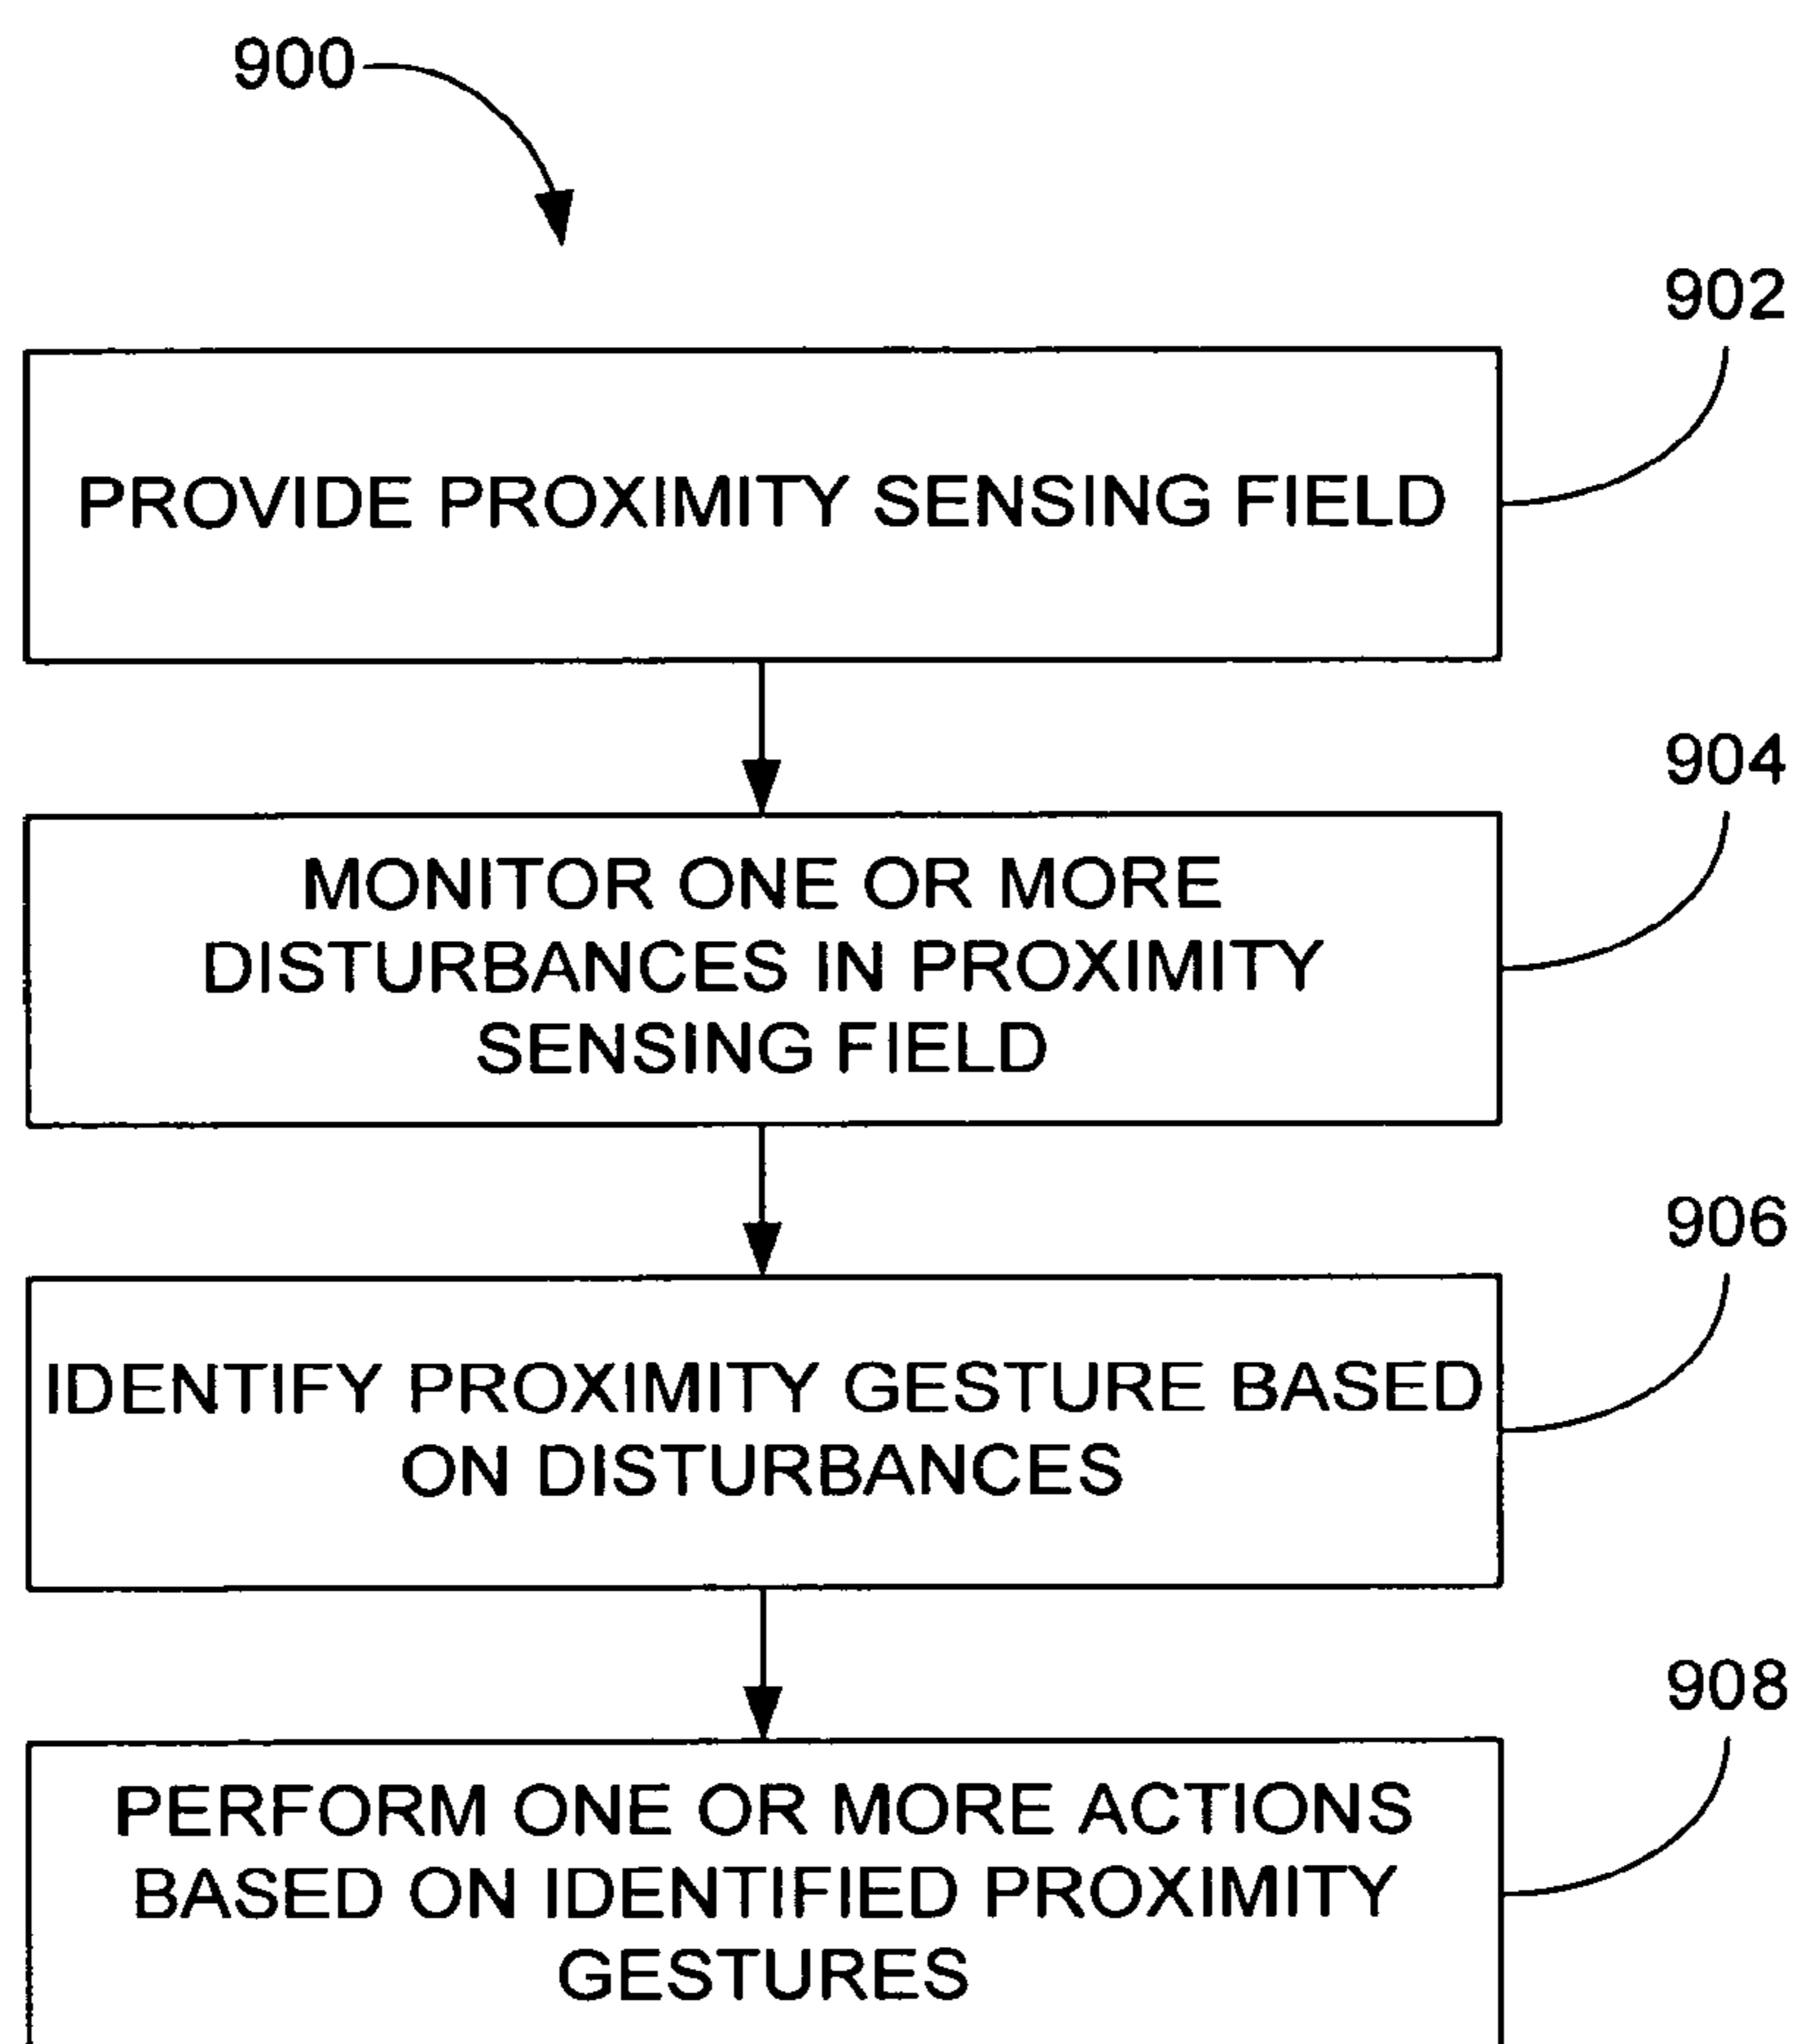 900
902
PROVIDE PROXIMITY SENSING FIELD
904
MONITOR ONE OR MORE
DISTURBANCES IN PROXIMITY
SENSING FIELD
906
IDENTIFY PROXIMITY GESTURE BASED
ON DISTURBANCES
908
PERFORM ONE OR MORE ACTIONS
BASED ON IDENTIFIED PROXIMITY
GESTURES